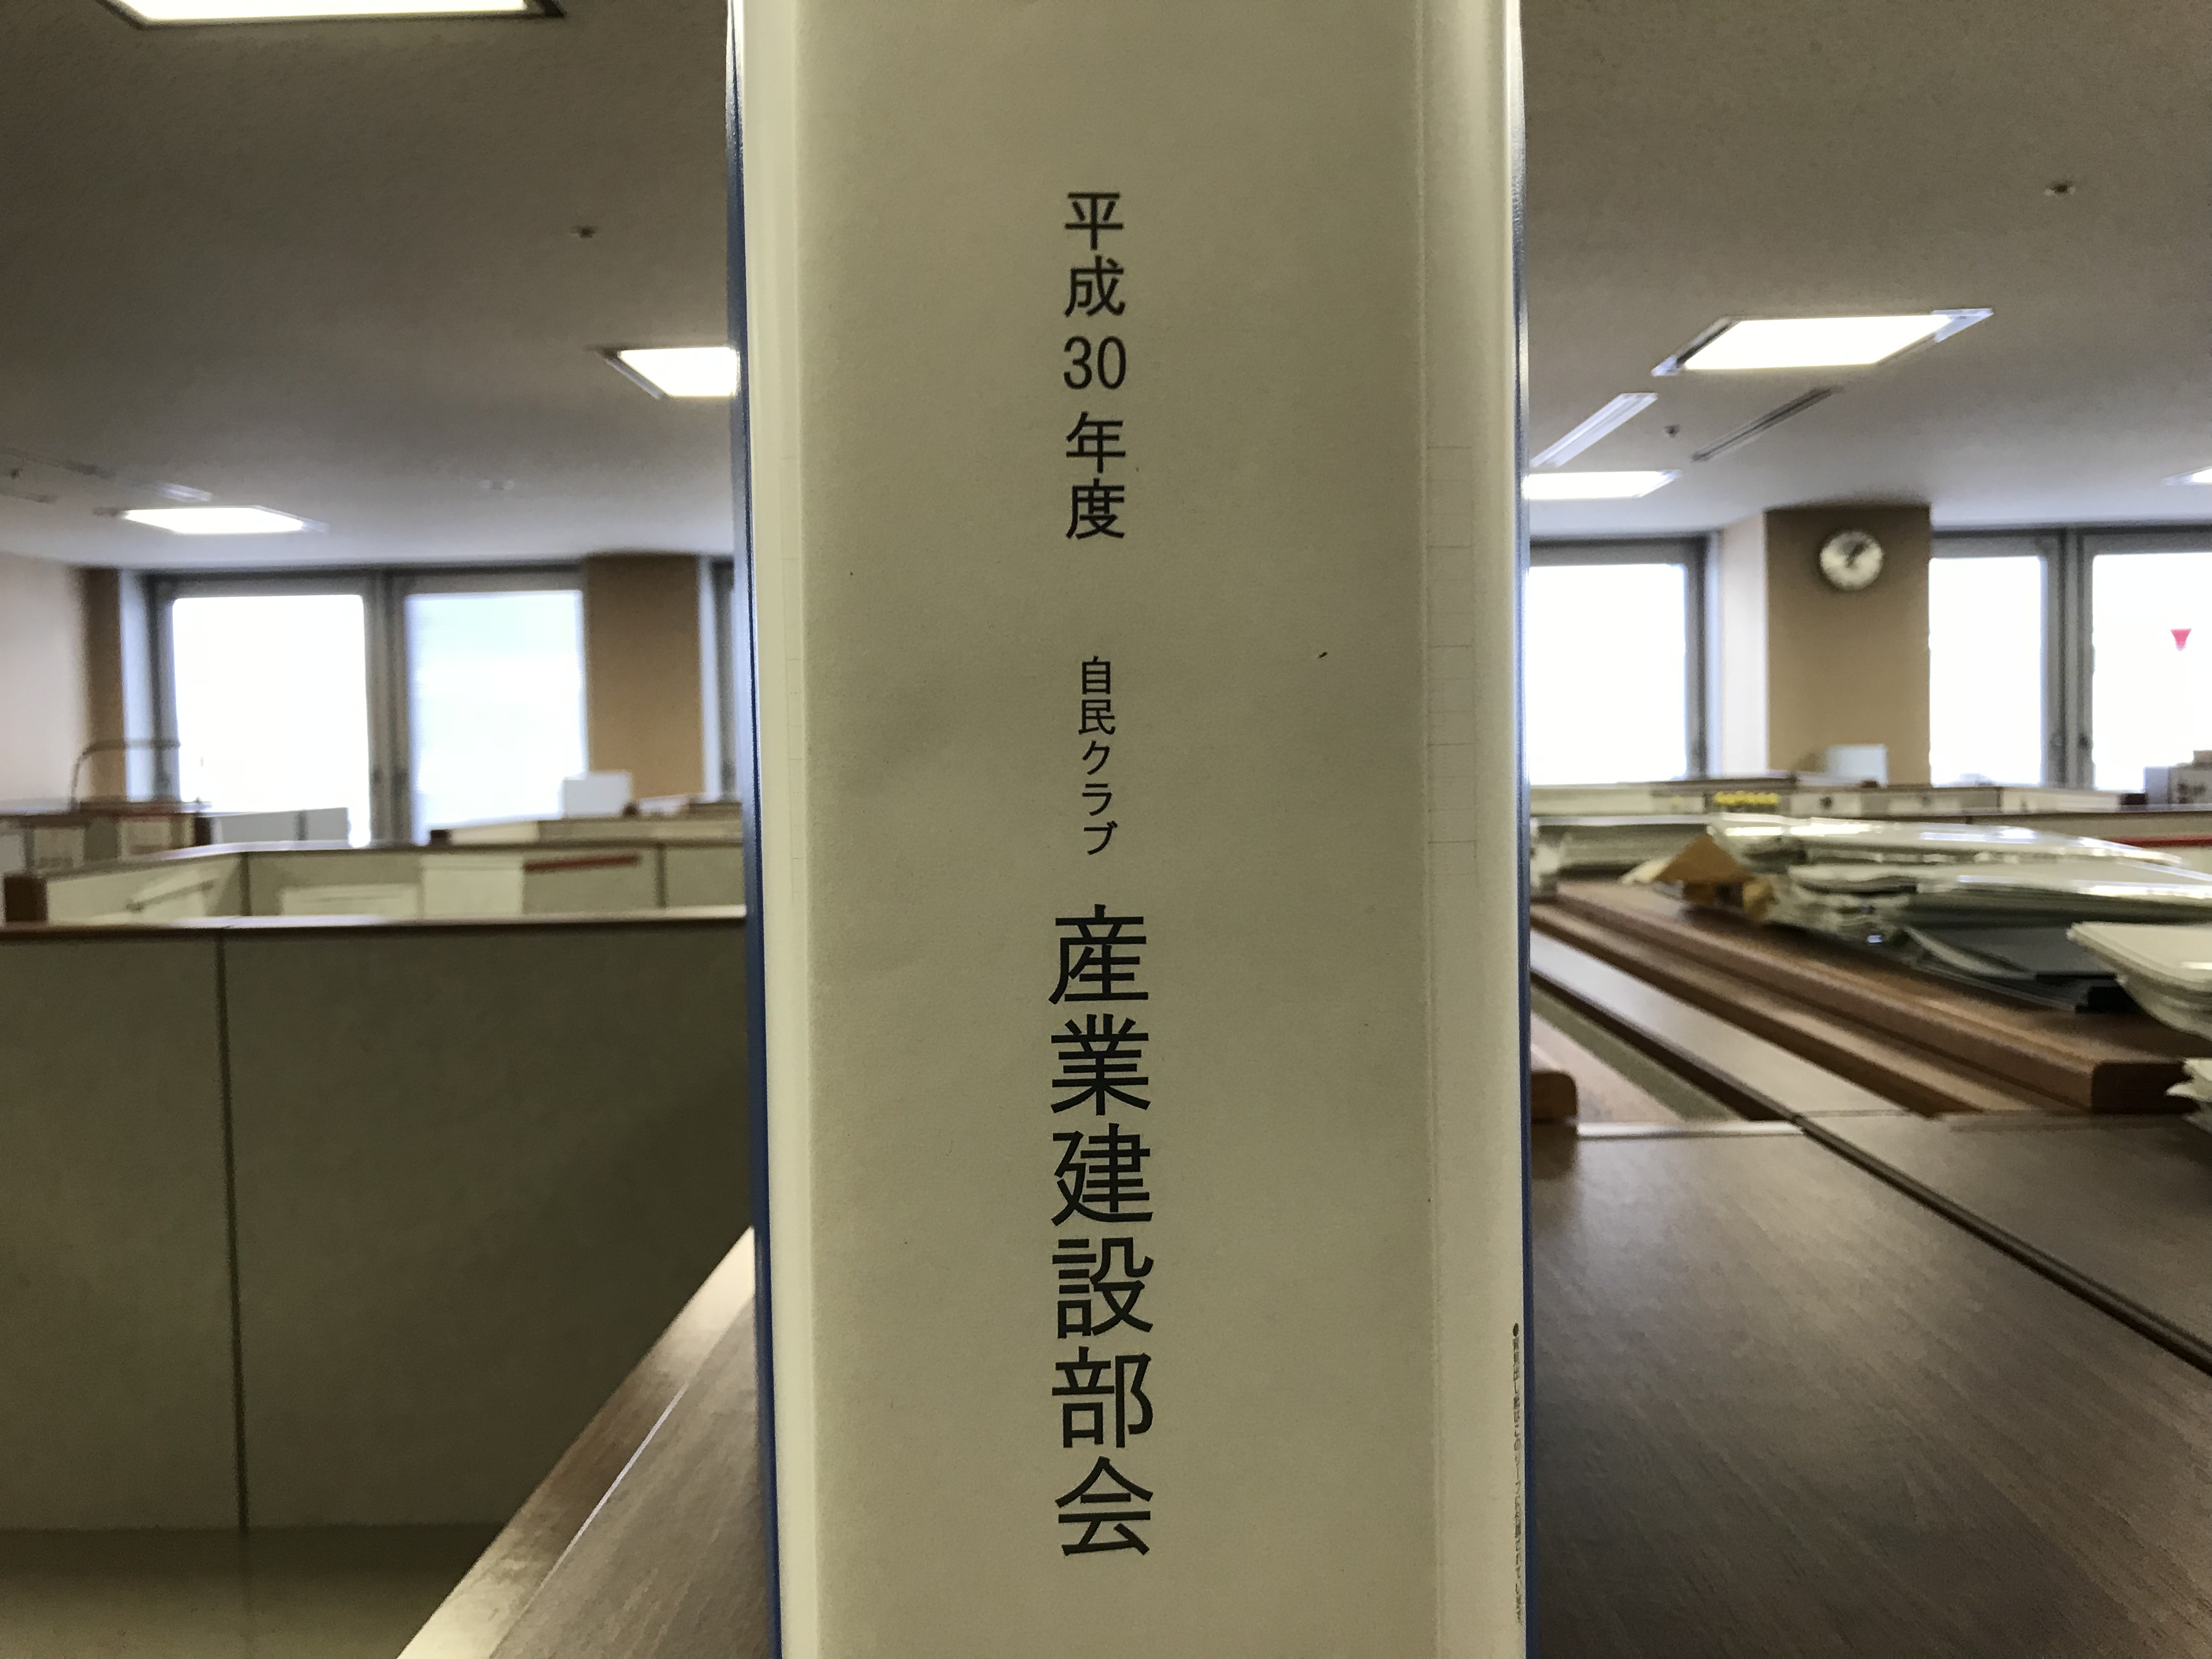 平成30年度
自民クラブ
産業建設部会